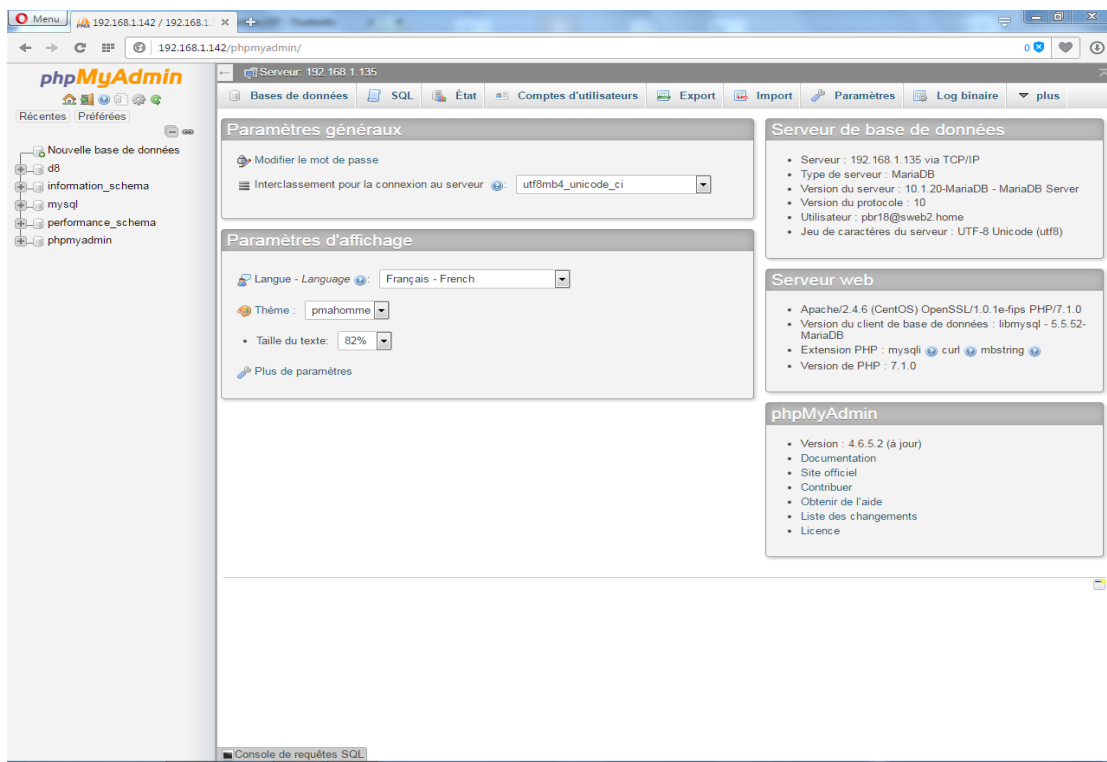 Menu
192.168.1.142 / 192.168.1.
192.168.1.142/phpmyadmin/
0
phpMyAdmin
Récentes Préférées
Nouvelle base de données
d8
information_schema
mysql
performance_schema
phpmyadmin
Serveur: 192.168.1.135
Bases de données SQL État Comptes d'utilisateurs Export Import Paramètres Log binaire plus
Paramètres généraux
Modifier le mot de passe
Interclassement pour la connexion au serveur : utf8mb4_unicode_ci
Paramètres d'affichage
Langue - Language : Français - French
Thème : pmahomme
• Taille du texte: 82%
Plus de paramètres
Serveur de base de données
• Serveur : 192.168.1.135 via TCP/IP
• Type de serveur : MariaDB
• Version du serveur : 10.1.20-MariaDB - MariaDB Server
• Version du protocole : 10
• Utilisateur : pbr18@sweb2.home
• Jeu de caractères du serveur : UTF-8 Unicode (utf8)
Serveur web
• Apache/2.4.6 (CentOS) OpenSSL/1.0.1e-fips PHP/7.1.0
• Version du client de base de données : libmysql - 5.5.52-
MariaDB
• Extension PHP : mysqli curl mbstring
• Version de PHP : 7.1.0
phpMyAdmin
• Version : 4.6.5.2 (à jour)
• Documentation
• Site officiel
• Contribuer
• Obtenir de l'aide
• Liste des changements
• Licence
Console de requêtes SQL